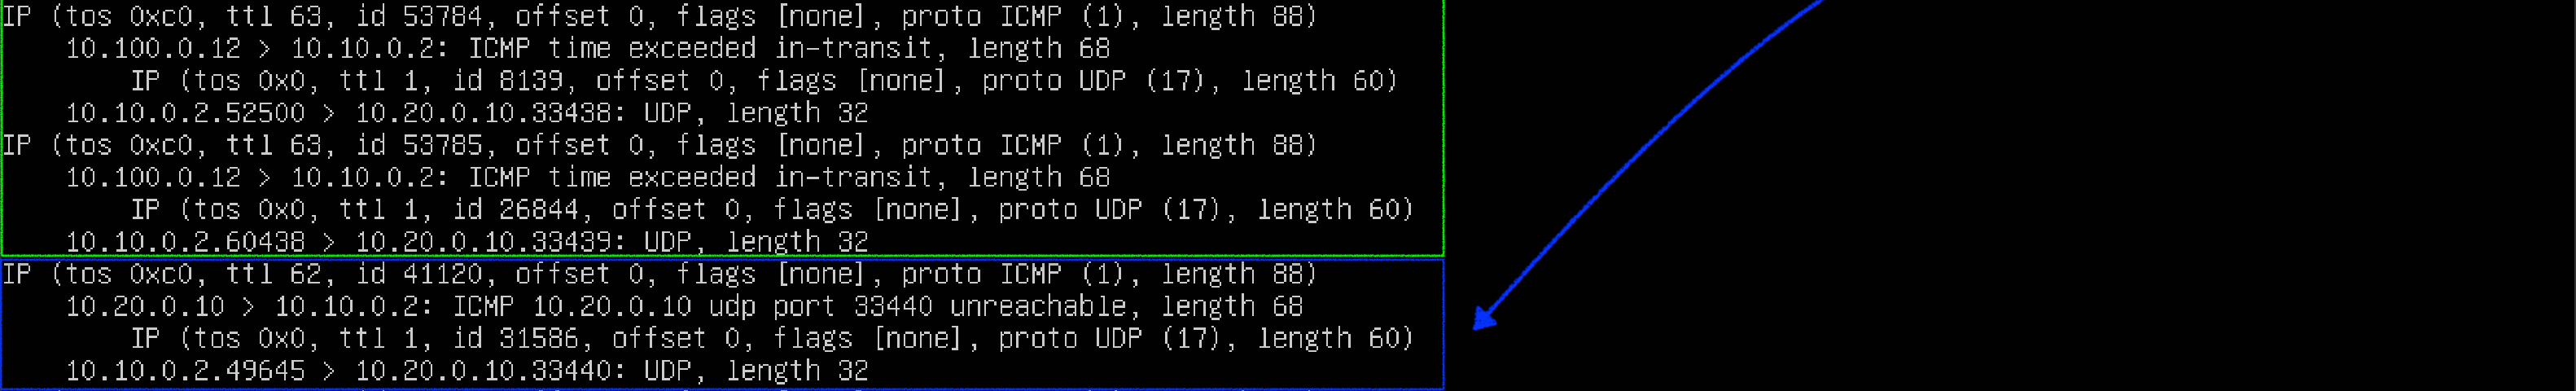 IP (tos 0xc0, ttl 63, id 53784, offset 0, flags [none], proto ICMP (1), length 88)
10.100.0.12 > 10.10.0.2: ICMP time exceeded in-transit, length 68
IP (tos 0x0, ttl 1, id 8139, offset 0, flags [none], proto UDP (17), length 60)
10.10.0.2.52500 > 10.20.0.10.33438: UDP, length 32
IP (tos 0xc0, ttl 63, id 53785, offset 0, flags [none], proto ICMP (1), length 88)
10.100.0.12 > 10.10.0.2: ICMP time exceeded in-transit, length 68
IP (tos 0x0, ttl 1, id 26844, offset 0, flags [none], proto UDP (17), length 60)
10.10.0.2.60438 > 10.20.0.10.33439: UDP, length 32
IP (tos 0xc0, ttl 62, id 41120, offset 0, flags [none], proto ICMP (1), length 88)
10.20.0.10 > 10.10.0.2: ICMP 10.20.0.10 udp port 33440 unreachable, length 68
IP (tos 0x0, ttl 1, id 31586, offset 0, flags [none], proto UDP (17), length 60)
10.10.0.2.49645 > 10.20.0.10.33440: UDP, length 32